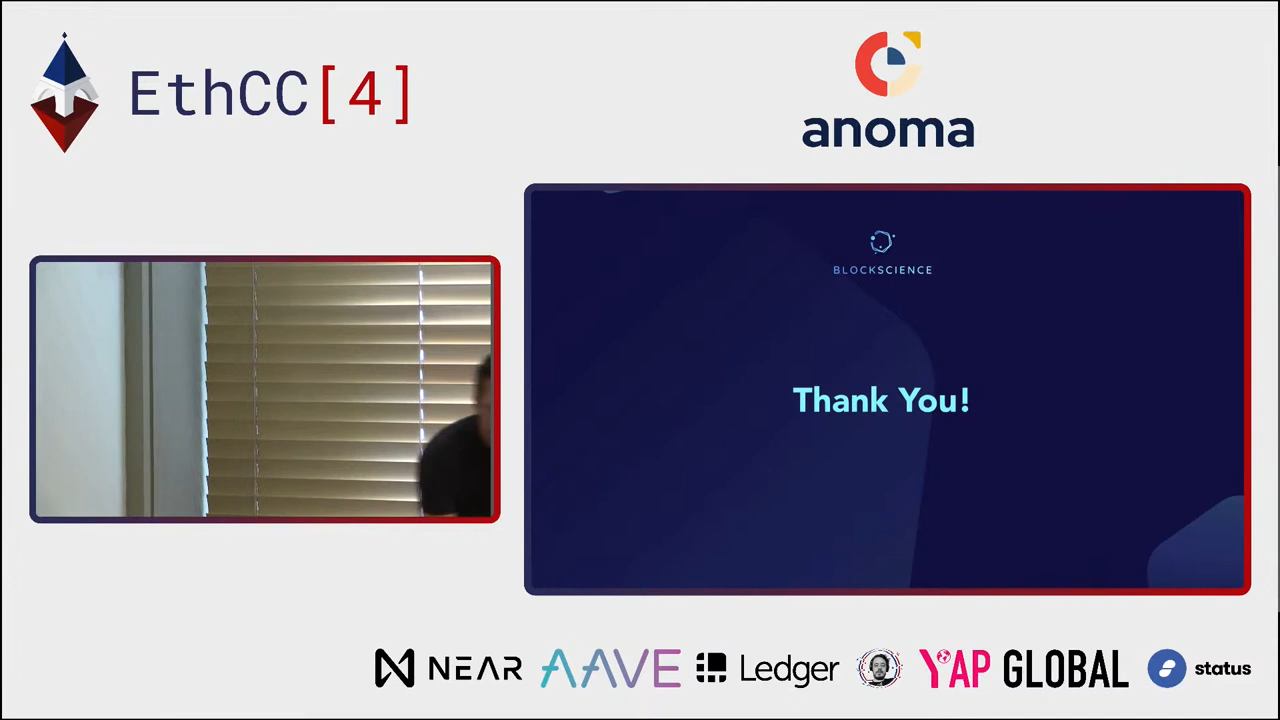 EthCC[4]
anoma
BLOCKSCIENCE
Thank You!
NEAR
AAVE
Ledger
YAP GLOBAL
status